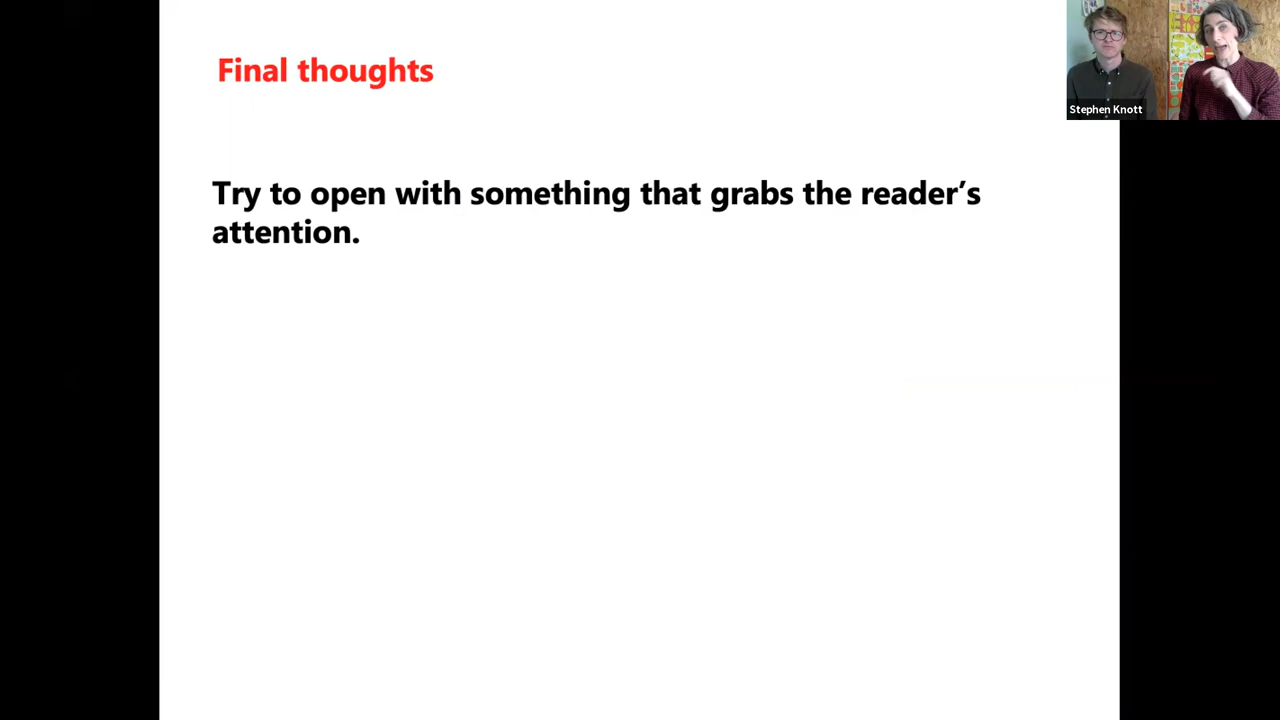 Final thoughts
Stephen Knott
Try to open with something that grabs the reader’s
attention.